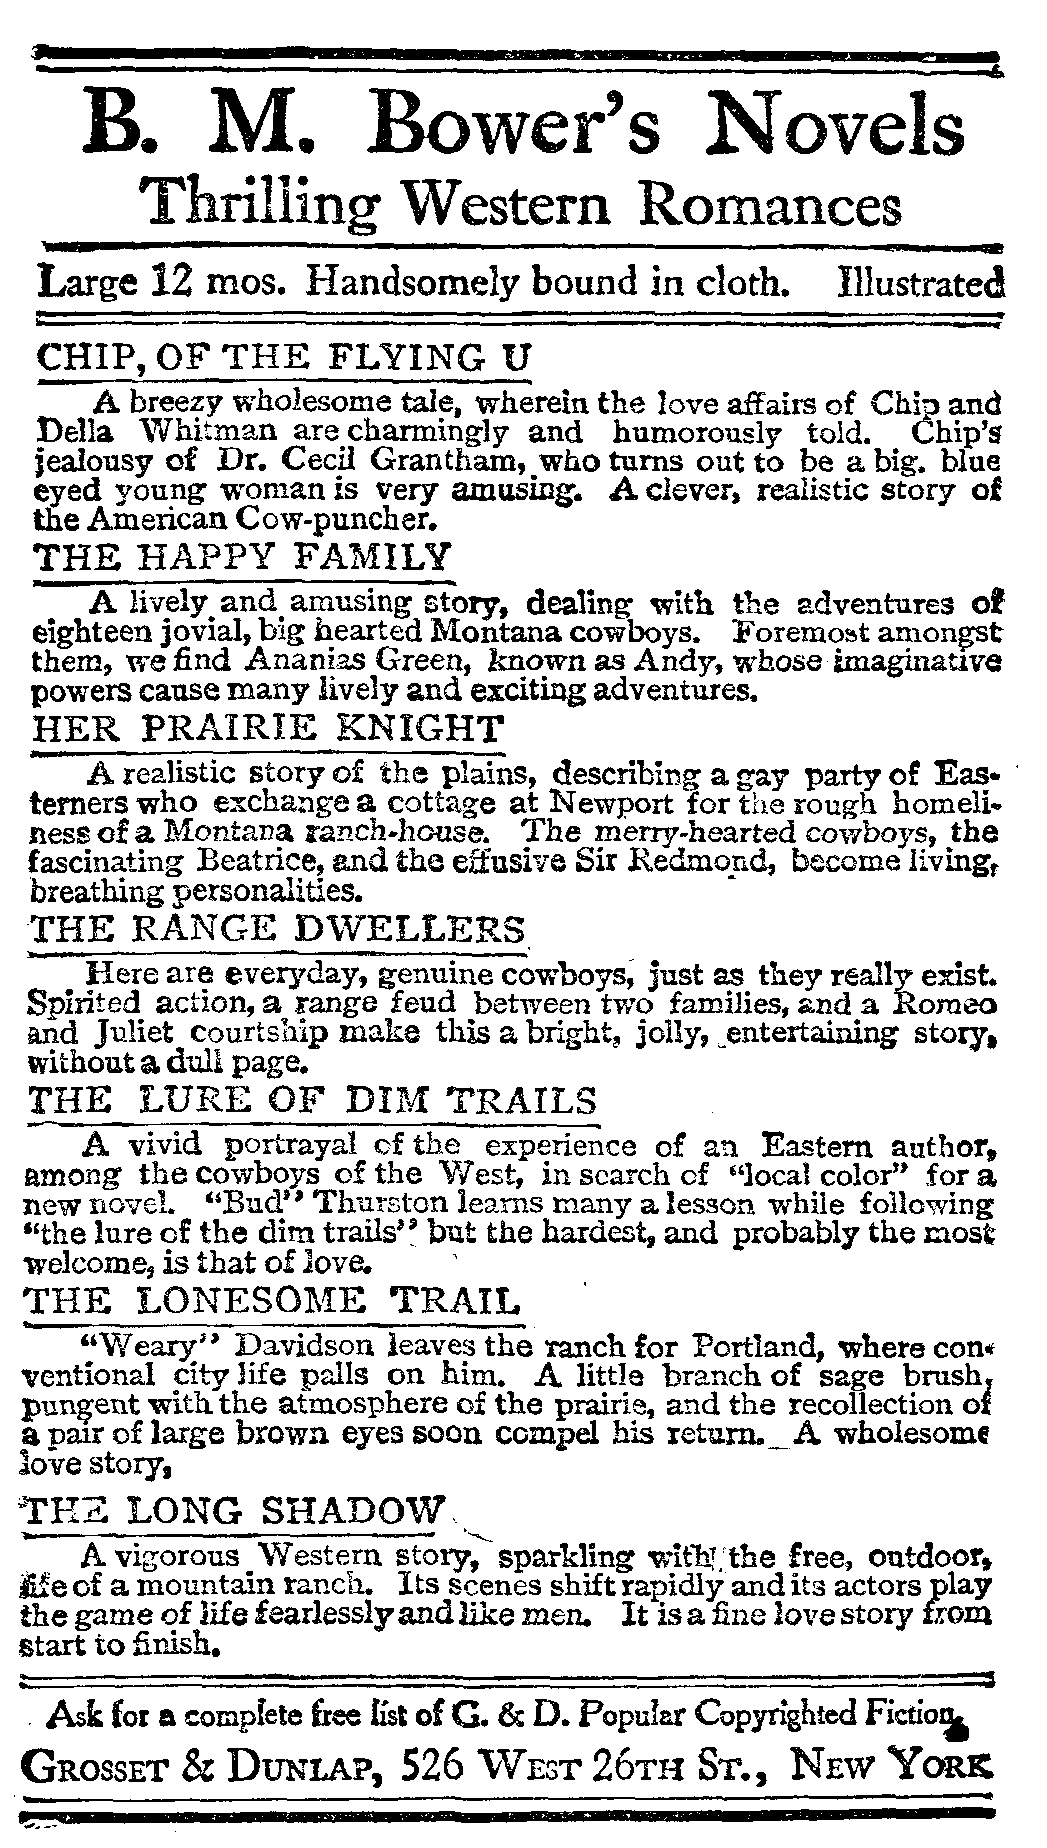 B. M. Bower's Novels
Thrilling Western Romances
Large 12 mos. Handsomely bound in cloth. Illustrated
CHIP, OF THE FLYING U
A breezy wholesome tale, wherein the love affairs of Chip and
Della Whitman are charmingly and humorously told. Chip's
jealousy of Dr. Cecil Grantham, who turns out to be a big. blue
eyed young woman is very amusing. A clever, realistic story of
the American Cow-puncher.
THE HAPPY FAMILY
A lively and amusing story, dealing with the adventures of
eighteen jovial, big hearted Montana cowboys. Foremost amongst
them, we find Ananias Green, known as Andy, whose imaginative
powers cause many lively and exciting adventures.
HER PRAIRIE KNIGHT
A realistic story of the plains, describing a gay party of Eas-
terners who exchange a cottage at Newport for the rough homeli-
ness of a Montana ranch-house. The merry-hearted cowboys, the
fascinating Beatrice, and the effusive Sir Redmond, become living,
breathing personalities.
THE RANGE DWELLERS
Here are everyday, genuine cowboys, just as they really exist.
Spirited action, a range feud between two families, and a Romeo
and Juliet courtship make this a bright, jolly, entertaining story,
without a dull page.
THE LURE OF DIM TRAILS
A vivid portrayal of the experience of an Eastern author,
among the cowboys of the West, in search of "local color" for a
new novel. "Bud" Thurston learns many a lesson while following
"the lure of the dim trails" but the hardest, and probably the most
welcome, is that of love.
THE LONESOME TRAIL
"Weary" Davidson leaves the ranch for Portland, where con-
ventional city life palls on him. A little branch of sage brush,
pungent with the atmosphere of the prairie, and the recollection of
a pair of large brown eyes soon compel his return. A wholesome
love story,
THE LONG SHADOW
A vigorous Western story, sparkling with the free, outdoor,
life of a mountain ranch. Its scenes shift rapidly and its actors play
the game of life fearlessly and like men. It is a fine love story from
start to finish.
Ask for a complete free list of G. & D. Popular Copyrighted Fiction
GROSSET & DUNLAP, 526 WEST 26TH ST., NEW YORK